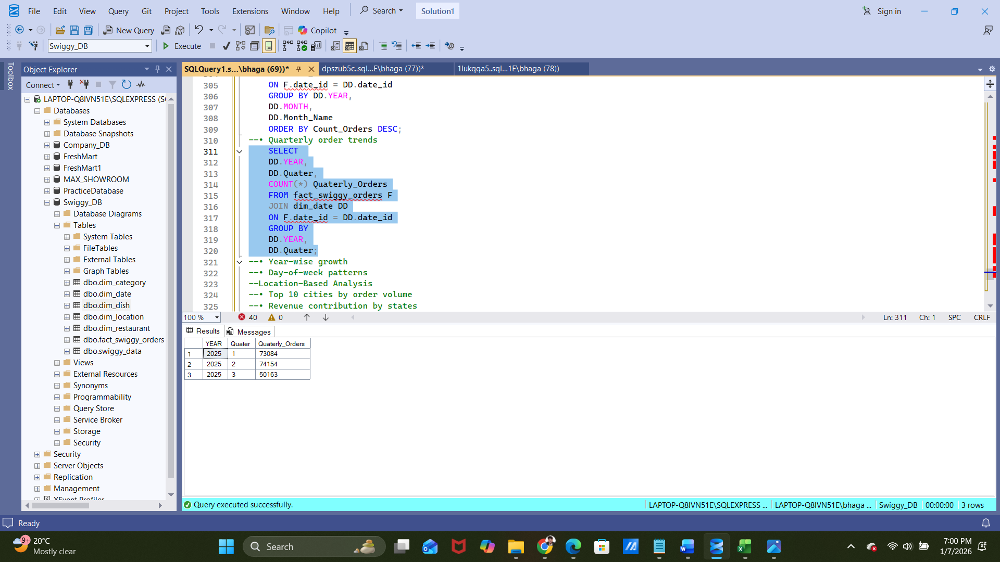 File Edit View Query Git Project Tools Extensions Window Help Search Solution1 Sign in
New Query DAX Copilot
Swiggy_DB Execute
Toolbox
Object Explorer
Connect
LAPTOP-Q8IVN51E\SQLEXPRESS (S
Databases
System Databases
Database Snapshots
Company_DB
FreshMart
FreshMart1
MAX_SHOWROOM
PracticeDatabase
Swiggy_DB
Database Diagrams
Tables
System Tables
FileTables
External Tables
Graph Tables
dbo.dim_category
dbo.dim_date
dbo.dim_dish
dbo.dim_location
dbo.dim_restaurant
dbo.fact_swiggy_orders
dbo.swiggy_data
Views
External Resources
Synonyms
Programmability
Query Store
Service Broker
Storage
Security
Security
Server Objects
Replication
Management
XEvent Profiler
SQLQuery1.s...\bhaga (69))* dpszub5c..sql...E\bhaga (77))* 1lukqqa5..sql...1E\bhaga (78))
305 ON F.date_id = DD.date_id
306 GROUP BY DD.YEAR,
307 DD.MONTH,
308 DD.Month_Name
309 ORDER BY Count_Orders DESC;
310 --• Quarterly order trends
311 SELECT
312 DD.YEAR,
313 DD.Quater,
314 COUNT(*) Quaterly_Orders
315 FROM fact_swiggy_orders F
316 JOIN dim_date DD
317 ON F.date_id = DD.date_id
318 GROUP BY
319 DD.YEAR,
320 DD.Quater;
321 --• Year-wise growth
322 --• Day-of-week patterns
323 --Location-Based Analysis
324 --• Top 10 cities by order volume
325 --• Revenue contribution by states
100 % 40 0 Ln: 311 Ch: 1 SPC CRLF
Results Messages
YEAR Quater Quaterly_Orders
1 2025 1 73084
2 2025 2 74154
3 2025 3 50163
Query executed successfully. LAPTOP-Q8IVN51E\SQLEXPRESS ... LAPTOP-Q8IVN51E\bhaga ... Swiggy_DB 00:00:00 3 rows
Ready
9+ 20°C
Mostly clear
Search
7:00 PM
1/7/2026